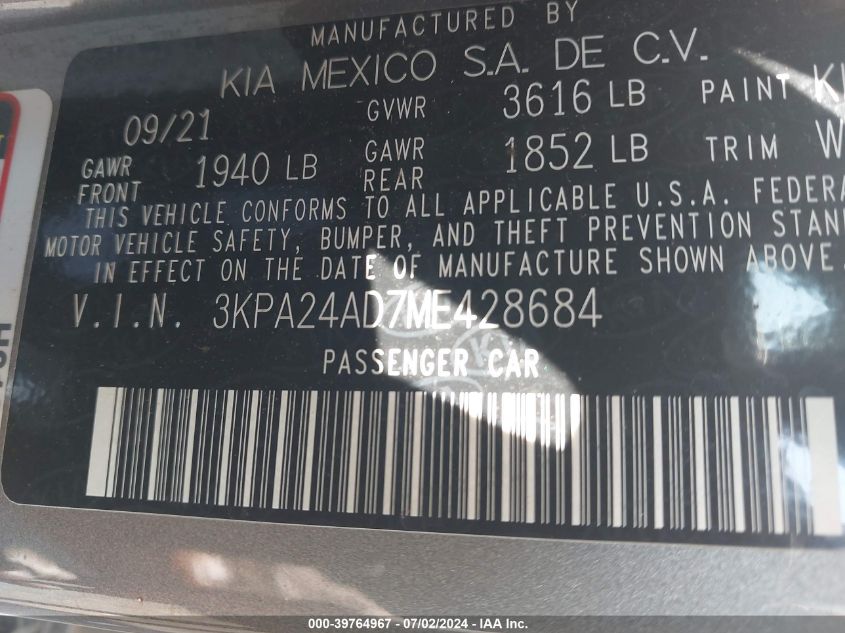 MANUFACTURED BY
KIA MEXICO S.A. DE C.V.
09/21 GVWR 3616 LB PAINT
GAWR FRONT 1940 LB GAWR REAR 1852 LB TRIM
THIS VEHICLE CONFORMS TO ALL APPLICABLE U.S.A. FEDERA
MOTOR VEHICLE SAFETY, BUMPER, AND THEFT PREVENTION STAN
IN EFFECT ON THE DATE OF MANUFACTURE SHOWN ABOVE.
V.I.N. 3KPA24AD7ME428684
PASSENGER CAR
000-39764967 - 07/02/2024 - IAA Inc.